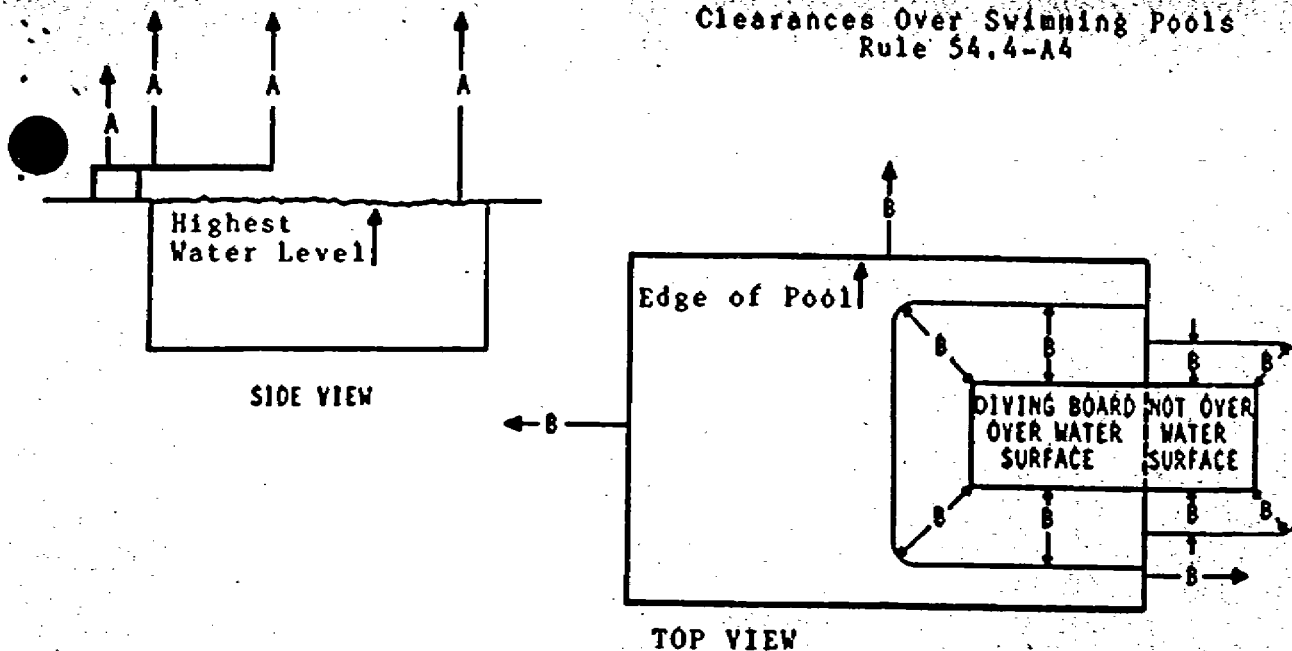 Clearances Over Swimming Pools
Rule 54.4-A4
A
A
A
A
Highest
Water Level
SIDE VIEW
B
Edge of Pool
B
B
B
B
B
B
DIVING BOARD
OVER WATER
SURFACE
NOT OVER
WATER
SURFACE
B
B
B
B
B
B
TOP VIEW